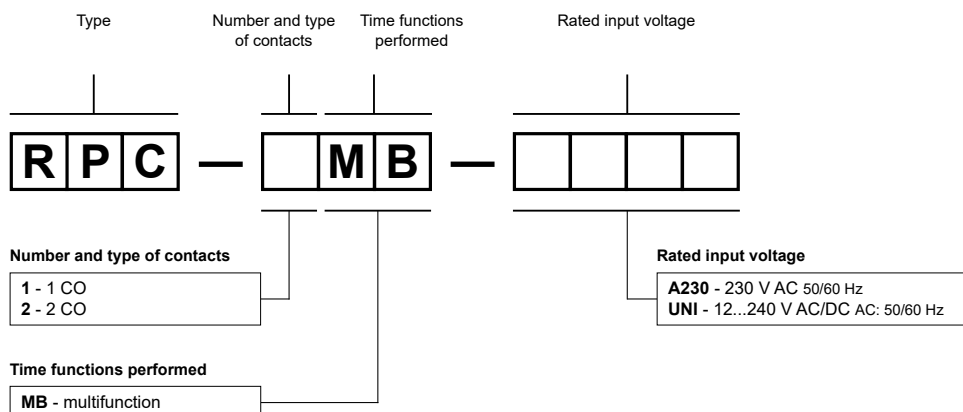 Type
Number and type
of contacts
Time functions
performed
Rated input voltage
RPC — MB —
Number and type of contacts
1 - 1 CO
2 - 2 CO
Rated input voltage
A230 - 230 V AC 50/60 Hz
UNI - 12...240 V AC/DC AC: 50/60 Hz
Time functions performed
MB - multifunction